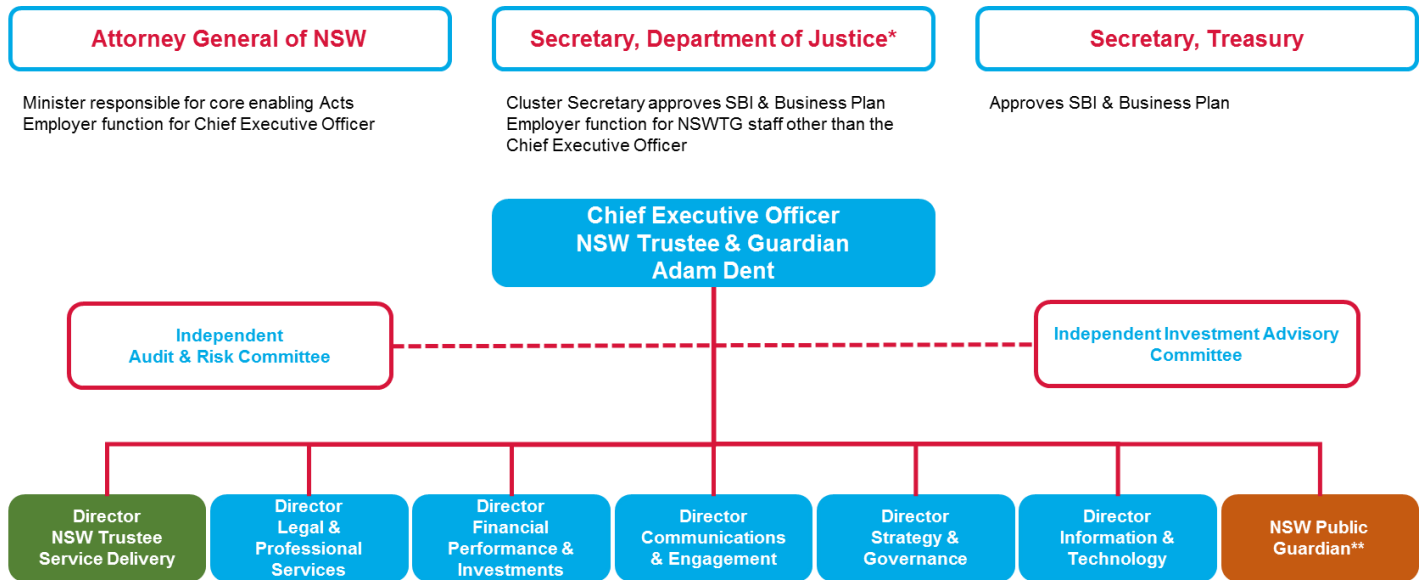 Attorney General of NSW
Secretary, Department of Justice*
Secretary, Treasury
Minister responsible for core enabling Acts
Employer function for Chief Executive Officer
Cluster Secretary approves SBI & Business Plan
Employer function for NSWTG staff other than the
Chief Executive Officer
Approves SBI & Business Plan
Chief Executive Officer
NSW Trustee & Guardian
Adam Dent
Independent
Audit & Risk Committee
Independent Investment Advisory
Committee
Director
NSW Trustee
Service Delivery
Director
Legal &
Professional
Services
Director
Financial
Performance &
Investments
Director
Communications
& Engagement
Director
Strategy &
Governance
Director
Information &
Technology
NSW Public
Guardian**